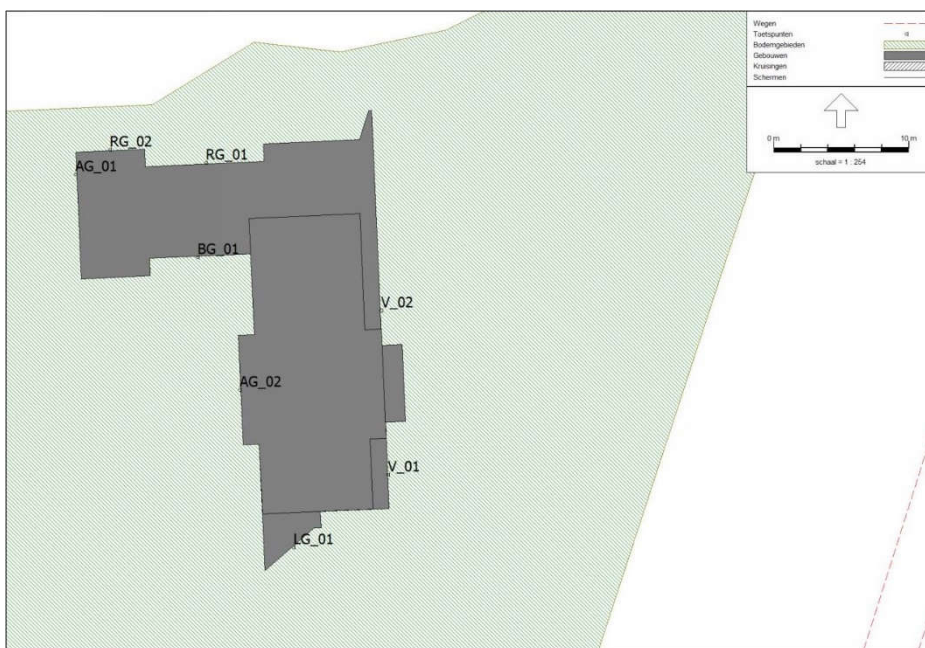 Wegen
Toetspunten
Bodemgebieden
Gebouwen
Kruisingen
Schermen
0 m 10 m
schaal = 1 : 254
RG_02
RG_01
AG_01
BG_01
V_02
AG_02
V_01
LG_01